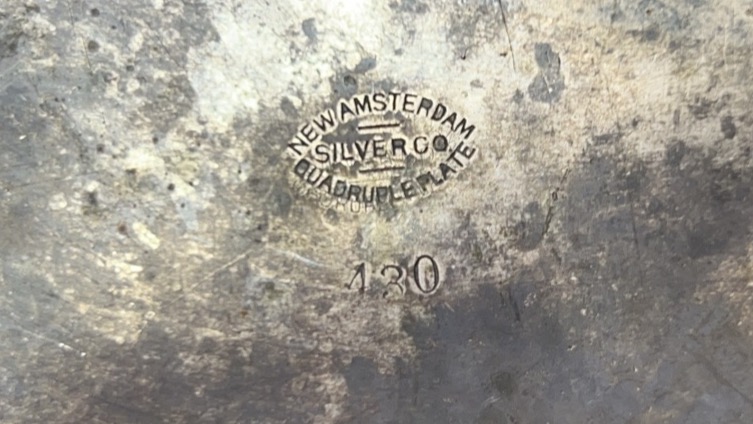 NEW AMSTERDAM
SILVER CO.
QUADRUPLE PLATE
430